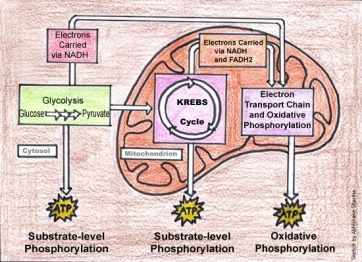 Electrons
Carried
via NADH
Electrons Carried
via NADH
and FADH2
Glycolysis
Glucose
Pyruvate
KREBS
Cycle
Electron
Transport Chain
and Oxidative
Phosphorylation
Cytosol
Mitochondrion
ATP
ATP
ATP
Substrate-level
Phosphorylation
Substrate-level
Phosphorylation
Oxidative
Phosphorylation